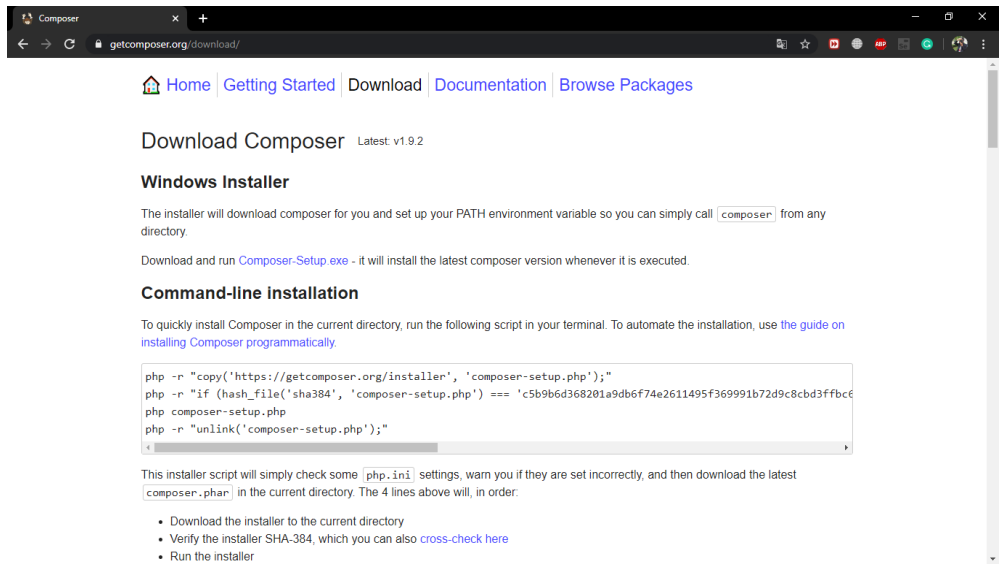 Composer
getcomposer.org/download/
ABP
Home Getting Started Download Documentation Browse Packages
Download Composer Latest: v1.9.2
Windows Installer
The installer will download composer for you and set up your PATH environment variable so you can simply call composer from any
directory.
Download and run Composer-Setup.exe - it will install the latest composer version whenever it is executed.
Command-line installation
To quickly install Composer in the current directory, run the following script in your terminal. To automate the installation, use the guide on
installing Composer programmatically.
php -r "copy('https://getcomposer.org/installer', 'composer-setup.php');"
php -r "if (hash_file('sha384', 'composer-setup.php') === 'c5b9b6d368201a9db6f74e2611495f369991b72d9c8cbd3ffbc6
php composer-setup.php
php -r "unlink('composer-setup.php');"
This installer script will simply check some php.ini settings, warn you if they are set incorrectly, and then download the latest
composer.phar in the current directory. The 4 lines above will, in order:
• Download the installer to the current directory
• Verify the installer SHA-384, which you can also cross-check here
• Run the installer